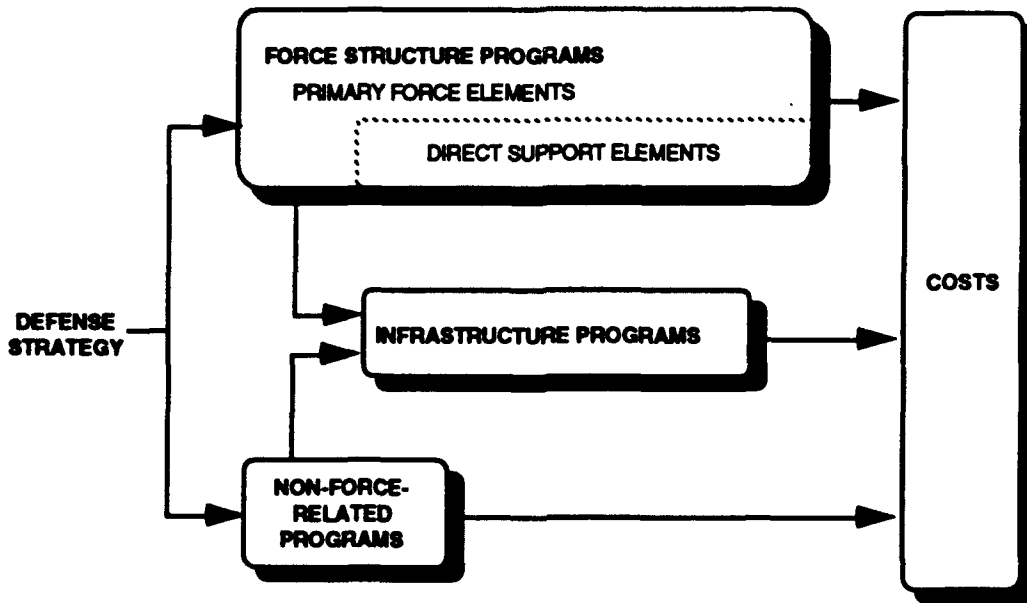 FORCE STRUCTURE PROGRAMS
PRIMARY FORCE ELEMENTS
DIRECT SUPPORT ELEMENTS
DEFENSE
STRATEGY
INFRASTRUCTURE PROGRAMS
COSTS
NON-FORCE-
RELATED
PROGRAMS